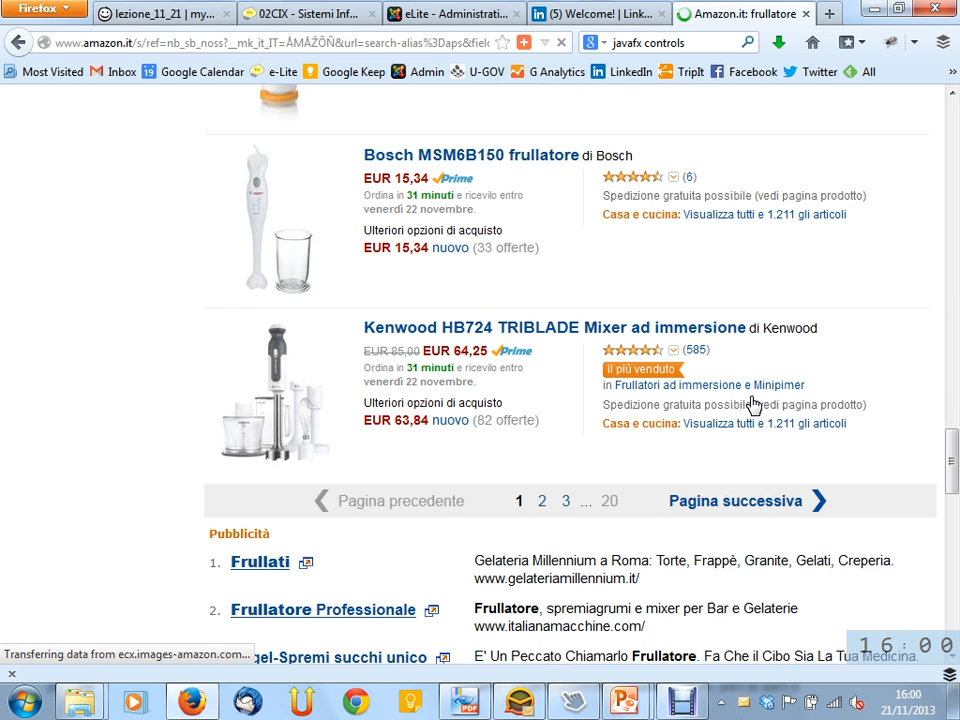 Firefox
lezione_11_21 | my...
02CIX - Sistemi Inf...
eLite - Administrati...
(5) Welcome! | Link...
Amazon.it: frullatore
www.amazon.it/s/ref=nb_sb_noss?__mk_it_IT=ÅMÅŽÕÑ&url=search-alias%3Daps&field
javafx controls
Most Visited
Inbox
Google Calendar
e-Lite
Google Keep
Admin
U-GOV
G Analytics
LinkedIn
TripIt
Facebook
Twitter
All
Bosch MSM6B150 frullatore di Bosch
EUR 15,34 Prime
Ordina in 31 minuti e ricevilo entro
venerdì 22 novembre.
Ulteriori opzioni di acquisto
EUR 15,34 nuovo (33 offerte)
(6)
Spedizione gratuita possibile (vedi pagina prodotto)
Casa e cucina: Visualizza tutti e 1.211 gli articoli
Kenwood HB724 TRIBLADE Mixer ad immersione di Kenwood
EUR 85,00 EUR 64,25 Prime
Ordina in 31 minuti e ricevilo entro
venerdì 22 novembre.
Ulteriori opzioni di acquisto
EUR 63,84 nuovo (82 offerte)
(585)
il più venduto
in Frullatori ad immersione e Minipimer
Spedizione gratuita possibile (vedi pagina prodotto)
Casa e cucina: Visualizza tutti e 1.211 gli articoli
Pagina precedente 1 2 3 ... 20 Pagina successiva
Pubblicità
1. Frullati
Gelateria Millennium a Roma: Torte, Frappè, Granite, Gelati, Creperia.
www.gelateriamillennium.it/
2. Frullatore Professionale
Frullatore, spremiagrumi e mixer per Bar e Gelaterie
www.italianamacchine.com/
gel-Spremi succhi unico
E' Un Peccato Chiamarlo Frullatore. Fa Che il Cibo Sia La Tua Medicina.
Transferring data from ecx.images-amazon.com...
16:00
16:00
21/11/2013